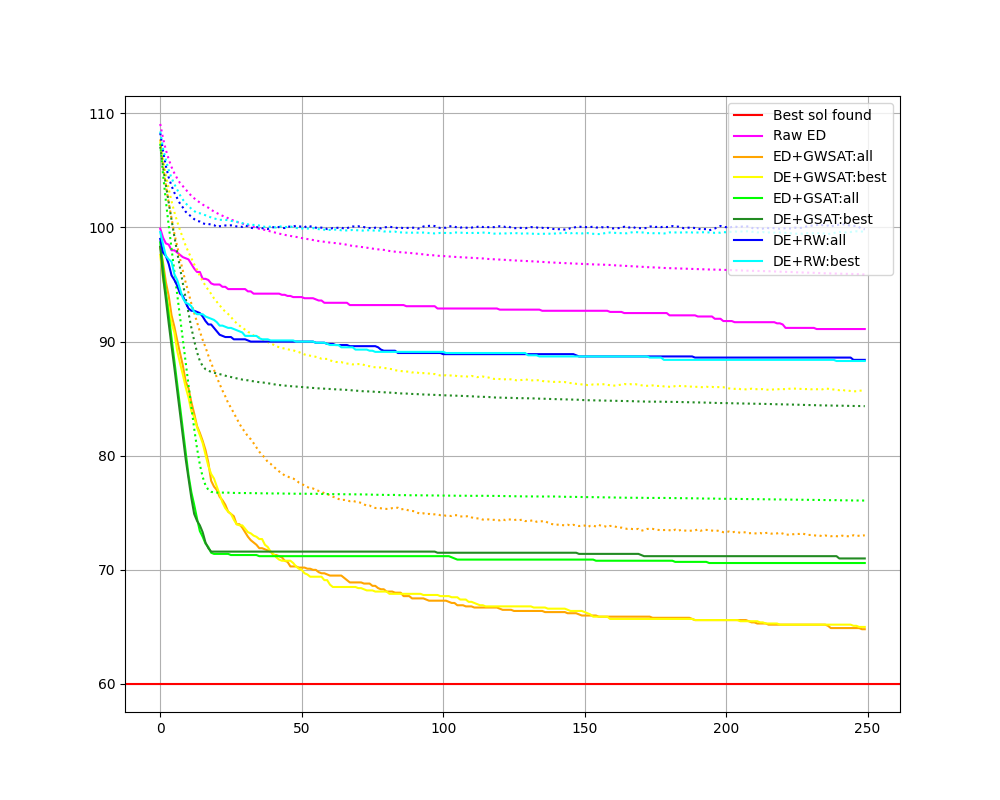 110
100
90
80
70
60
0
50
100
150
200
250
Best sol found
Raw ED
ED+GWSAT:all
DE+GWSAT:best
ED+GSAT:all
DE+GSAT:best
DE+RW:all
DE+RW:best